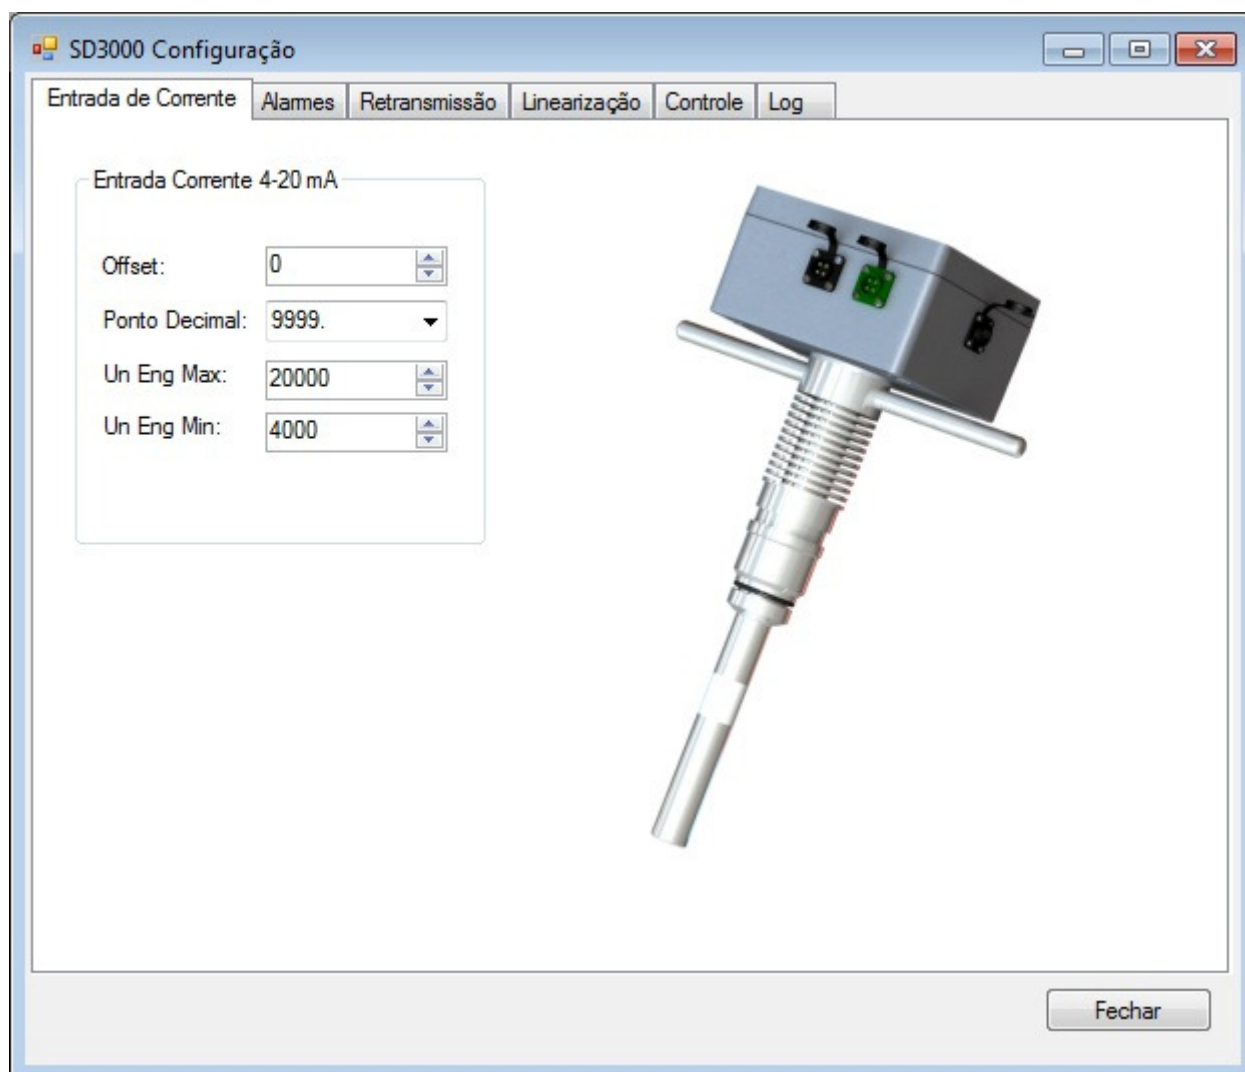 SD3000 Configuração
Entrada de Corrente Alarmes Retransmissão Linearização Controle Log
Entrada Corrente 4-20 mA
Offset: 0
Ponto Decimal: 9999.
Un Eng Max: 20000
Un Eng Min: 4000
Fechar